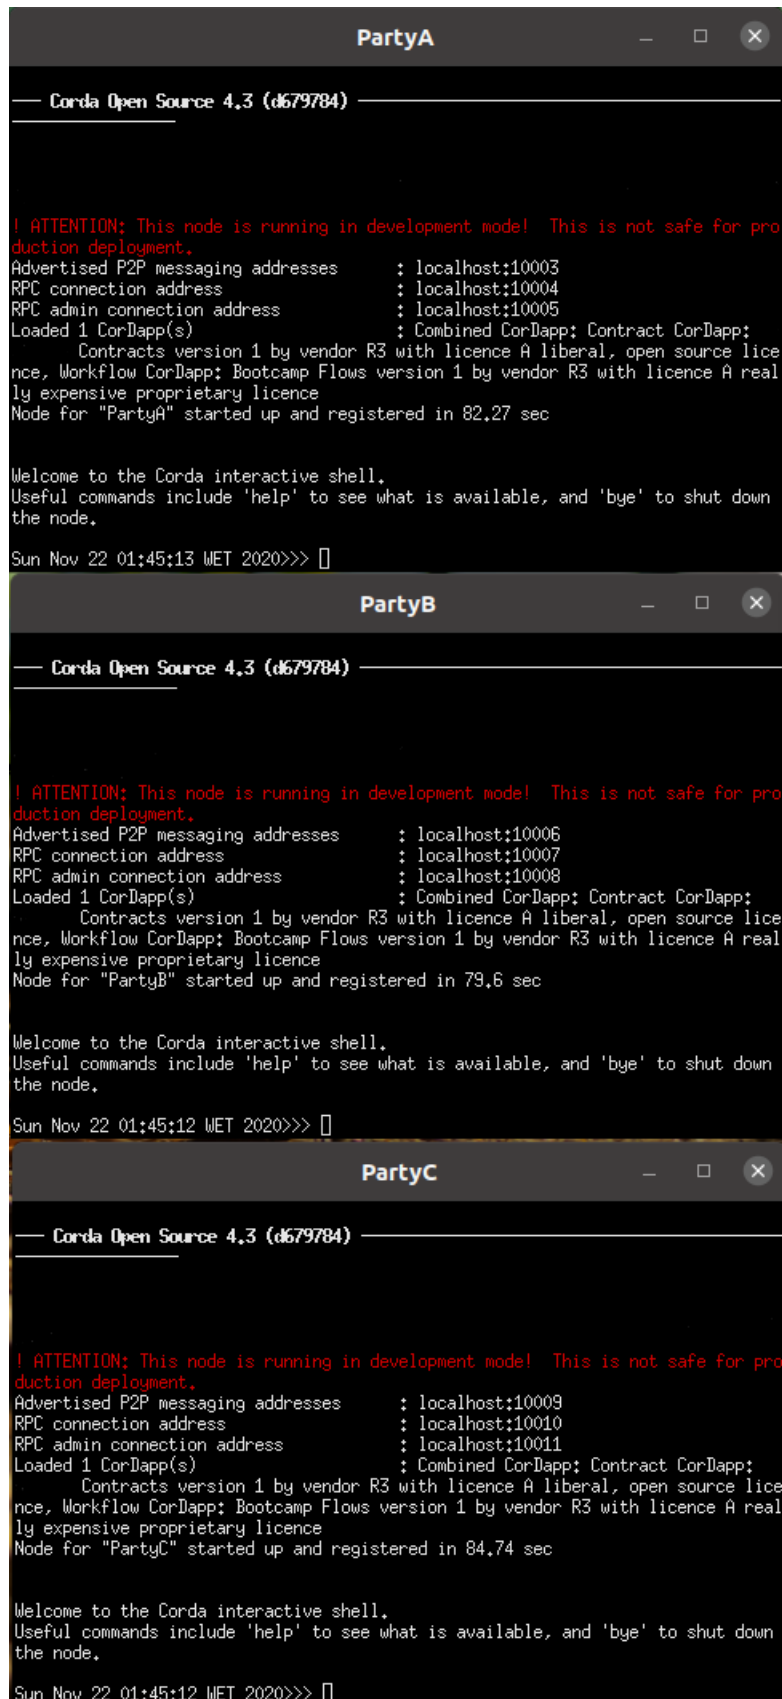 PartyA
Corda Open Source 4.3 (d679784)
! ATTENTION: This node is running in development mode!  This is not safe for pro
duction deployment.
Advertised P2P messaging addresses      : localhost:10003
RPC connection address                  : localhost:10004
RPC admin connection address            : localhost:10005
Loaded 1 CorDapp(s)                     : Combined CorDapp: Contract CorDapp:
Contracts version 1 by vendor R3 with licence A liberal, open source lice
nce, Workflow CorDapp: Bootcamp Flows version 1 by vendor R3 with licence A real
ly expensive proprietary licence
Node for "PartyA" started up and registered in 82.27 sec
Welcome to the Corda interactive shell.
Useful commands include 'help' to see what is available, and 'bye' to shut down
the node.
Sun Nov 22 01:45:13 WET 2020>>>
PartyB
Corda Open Source 4.3 (d679784)
! ATTENTION: This node is running in development mode!  This is not safe for pro
duction deployment.
Advertised P2P messaging addresses      : localhost:10006
RPC connection address                  : localhost:10007
RPC admin connection address            : localhost:10008
Loaded 1 CorDapp(s)                     : Combined CorDapp: Contract CorDapp:
Contracts version 1 by vendor R3 with licence A liberal, open source lice
nce, Workflow CorDapp: Bootcamp Flows version 1 by vendor R3 with licence A real
ly expensive proprietary licence
Node for "PartyB" started up and registered in 79.6 sec
Welcome to the Corda interactive shell.
Useful commands include 'help' to see what is available, and 'bye' to shut down
the node.
Sun Nov 22 01:45:12 WET 2020>>>
PartyC
Corda Open Source 4.3 (d679784)
! ATTENTION: This node is running in development mode!  This is not safe for pro
duction deployment.
Advertised P2P messaging addresses      : localhost:10009
RPC connection address                  : localhost:10010
RPC admin connection address            : localhost:10011
Loaded 1 CorDapp(s)                     : Combined CorDapp: Contract CorDapp:
Contracts version 1 by vendor R3 with licence A liberal, open source lice
nce, Workflow CorDapp: Bootcamp Flows version 1 by vendor R3 with licence A real
ly expensive proprietary licence
Node for "PartyC" started up and registered in 84.74 sec
Welcome to the Corda interactive shell.
Useful commands include 'help' to see what is available, and 'bye' to shut down
the node.
Sun Nov 22 01:45:12 WET 2020>>>